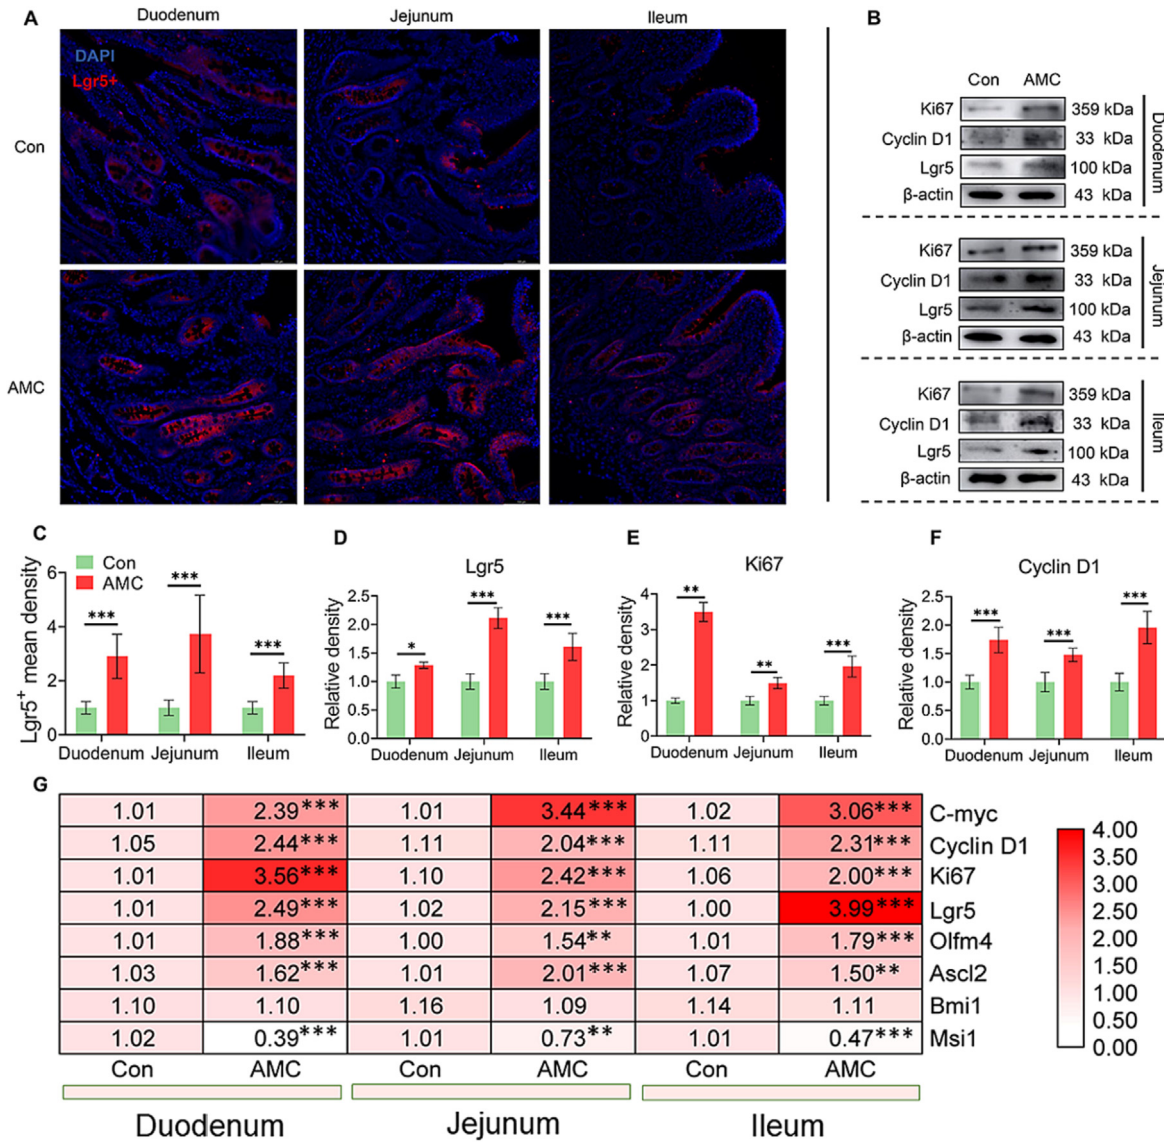 A
Duodenum
Jejunum
Ileum
DAPI
Lgr5+
Con
AMC
B
Con AMC
Ki67 359 kDa
Cyclin D1 33 kDa
Lgr5 100 kDa
β-actin 43 kDa
Duodenum
Ki67 359 kDa
Cyclin D1 33 kDa
Lgr5 100 kDa
β-actin 43 kDa
Jejunum
Ki67 359 kDa
Cyclin D1 33 kDa
Lgr5 100 kDa
β-actin 43 kDa
Ileum
C
Con
AMC
Lgr5+ mean density
6
4
2
0
***
***
***
Duodenum Jejunum Ileum
D
Lgr5
Relative density
2.5
2.0
1.5
1.0
0.5
0.0
*
***
***
Duodenum Jejunum Ileum
E
Ki67
Relative density
4
3
2
1
0
**
**
***
Duodenum Jejunum Ileum
F
Cyclin D1
Relative density
2.5
2.0
1.5
1.0
0.5
0.0
***
***
***
Duodenum Jejunum Ileum
G
1.01 2.39*** 1.01 3.44*** 1.02 3.06*** C-myc
1.05 2.44*** 1.11 2.04*** 1.11 2.31*** Cyclin D1
1.01 3.56*** 1.10 2.42*** 1.06 2.00*** Ki67
1.01 2.49*** 1.02 2.15*** 1.00 3.99*** Lgr5
1.01 1.88*** 1.00 1.54** 1.01 1.79*** Olfm4
1.03 1.62*** 1.01 2.01*** 1.07 1.50** Ascl2
1.10 1.10 1.16 1.09 1.14 1.11 Bmi1
1.02 0.39*** 1.01 0.73** 1.01 0.47*** Msi1
Con AMC Con AMC Con AMC
Duodenum Jejunum Ileum
4.00
3.50
3.00
2.50
2.00
1.50
1.00
0.50
0.00